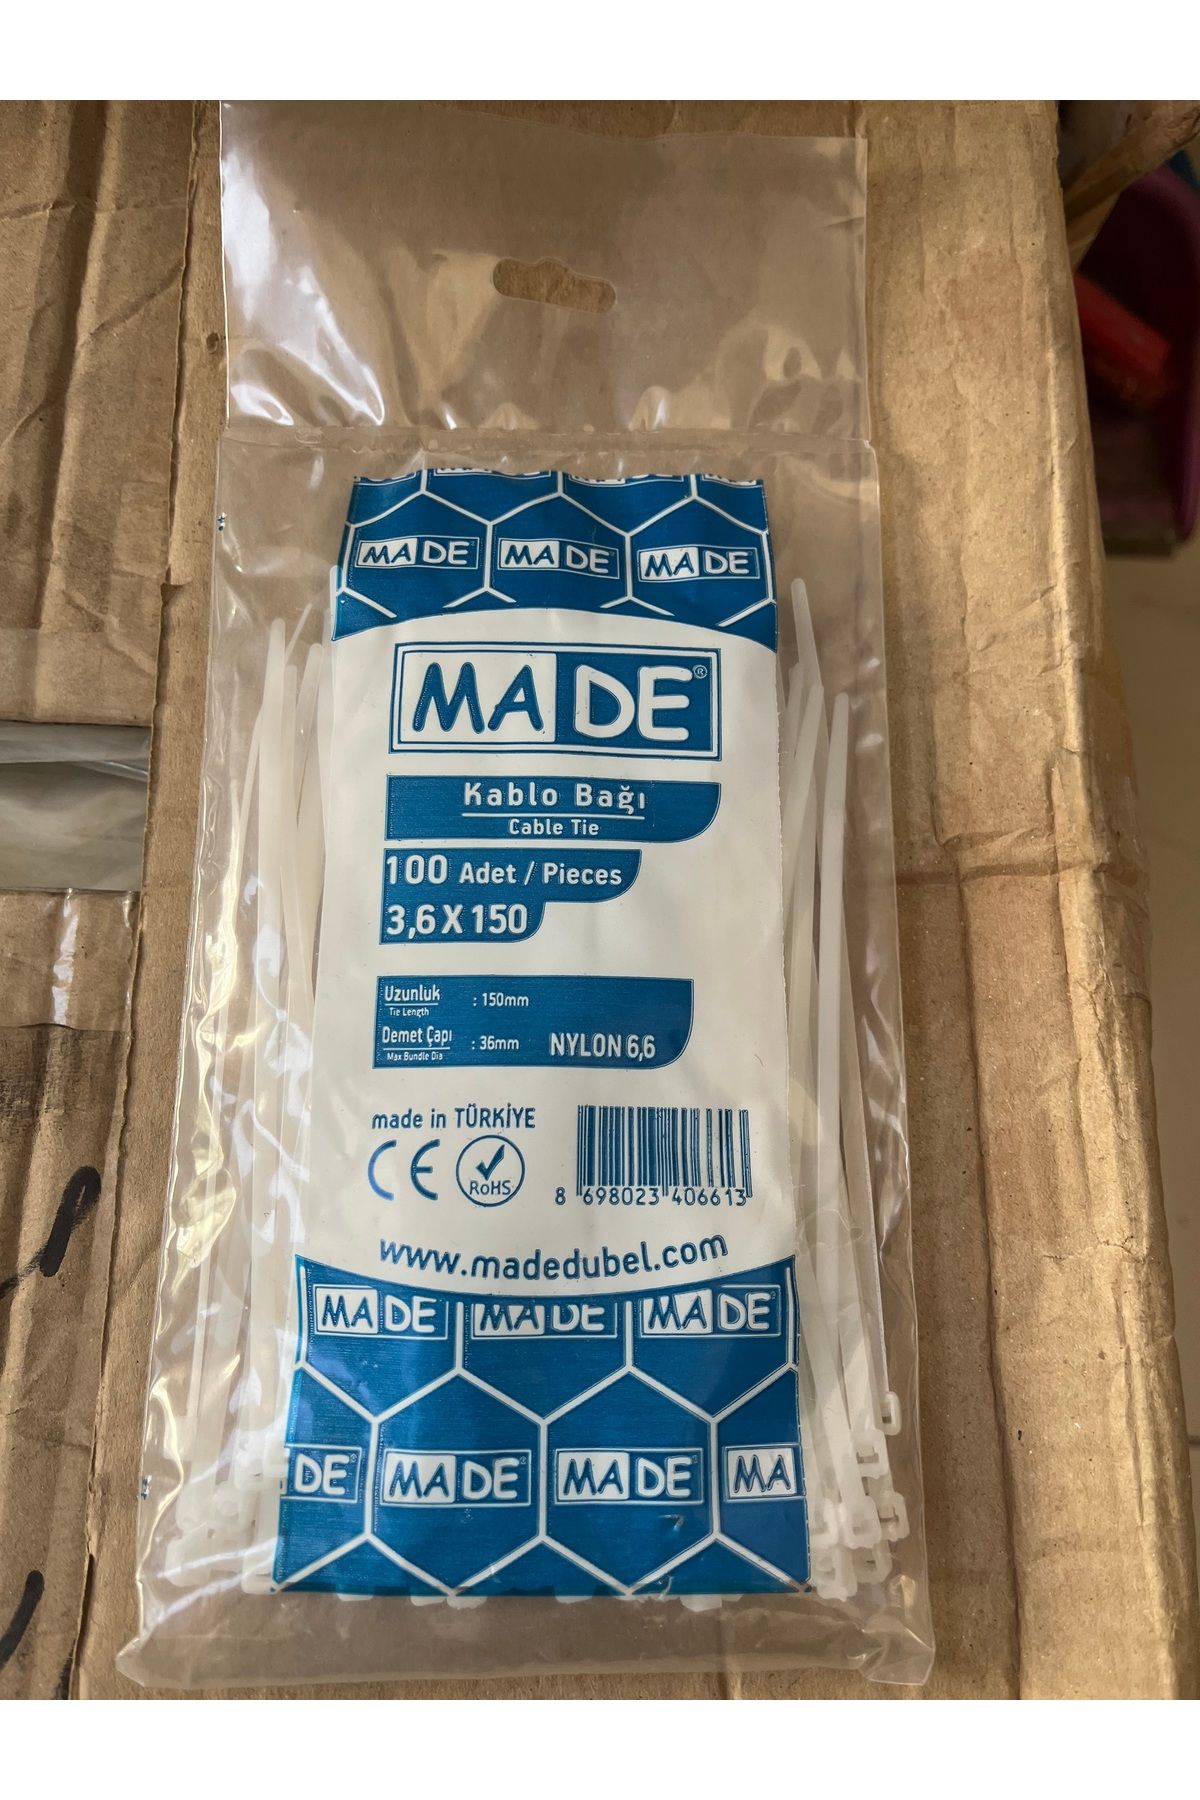 MADE MADE MADE
MADE®
Kablo Bağı
Cable Tie
100 Adet / Pieces
3,6 X 150
Uzunluk : 150mm
Tie Length
Demet Çapı : 36mm NYLON 6,6
Max Bundle Dia
made in TÜRKİYE
CE RoHS
8 698023 406613
www.madedubel.com
MADE MADE MADE
DE MADE MADE MA